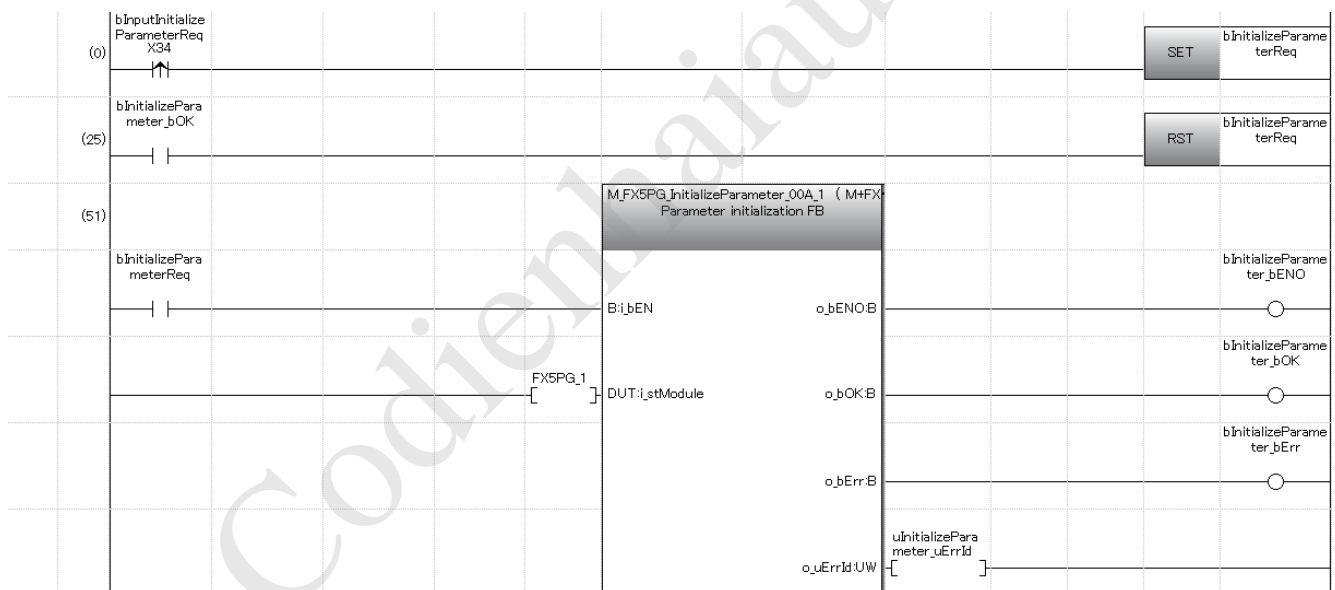 bInputInitialize
ParameterReq
X34
(0)
SET
bInitializeParame
terReq
bInitializePara
meter_bOK
(25)
RST
bInitializeParame
terReq
(51)
M_FX5PG_InitializeParameter_00A_1 ( M+FX
Parameter initialization FB
bInitializePara
meterReq
B:i_bEN
o_bENO:B
bInitializeParame
ter_bENO
FX5PG_1
DUT:i_stModule
o_bOK:B
bInitializeParame
ter_bOK
o_bErr:B
bInitializeParame
ter_bErr
o_uErrId:UW
uInitializePara
meter_uErrId
Codienhaiau